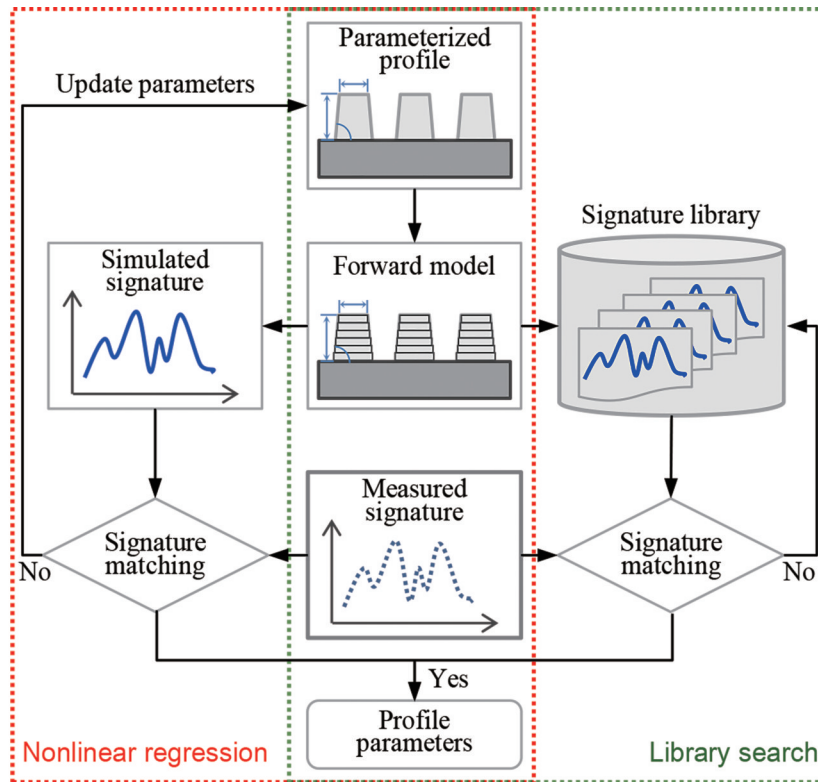 Parameterized
profile
Update parameters
Signature library
Simulated
signature
Forward model
Measured
signature
Signature
matching
No
Signature
matching
No
Yes
Profile
parameters
Nonlinear regression
Library search